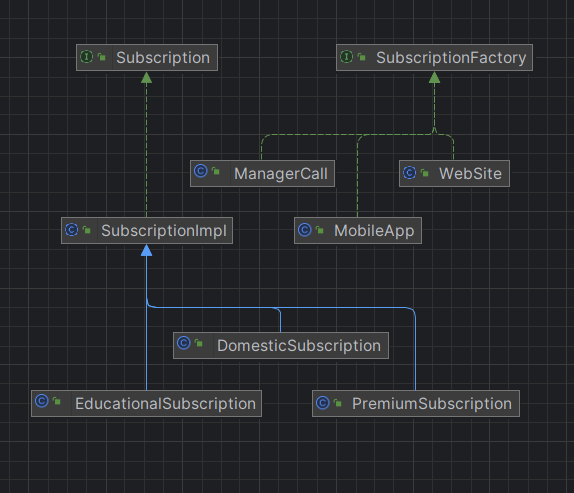 Subscription
SubscriptionFactory
ManagerCall
WebSite
SubscriptionImpl
MobileApp
DomesticSubscription
EducationalSubscription
PremiumSubscription